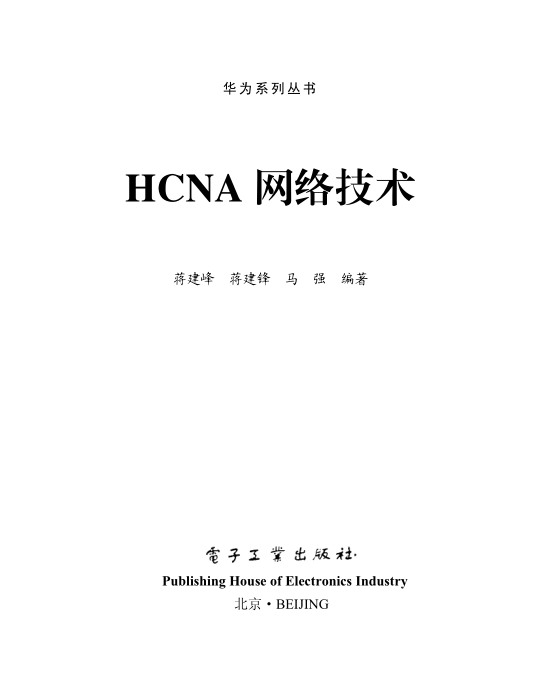 华为系列丛书
HCNA 网络技术
蒋建峰 蒋建锋 马 强 编著
電子工業出版社·
Publishing House of Electronics Industry
北京·BEIJING